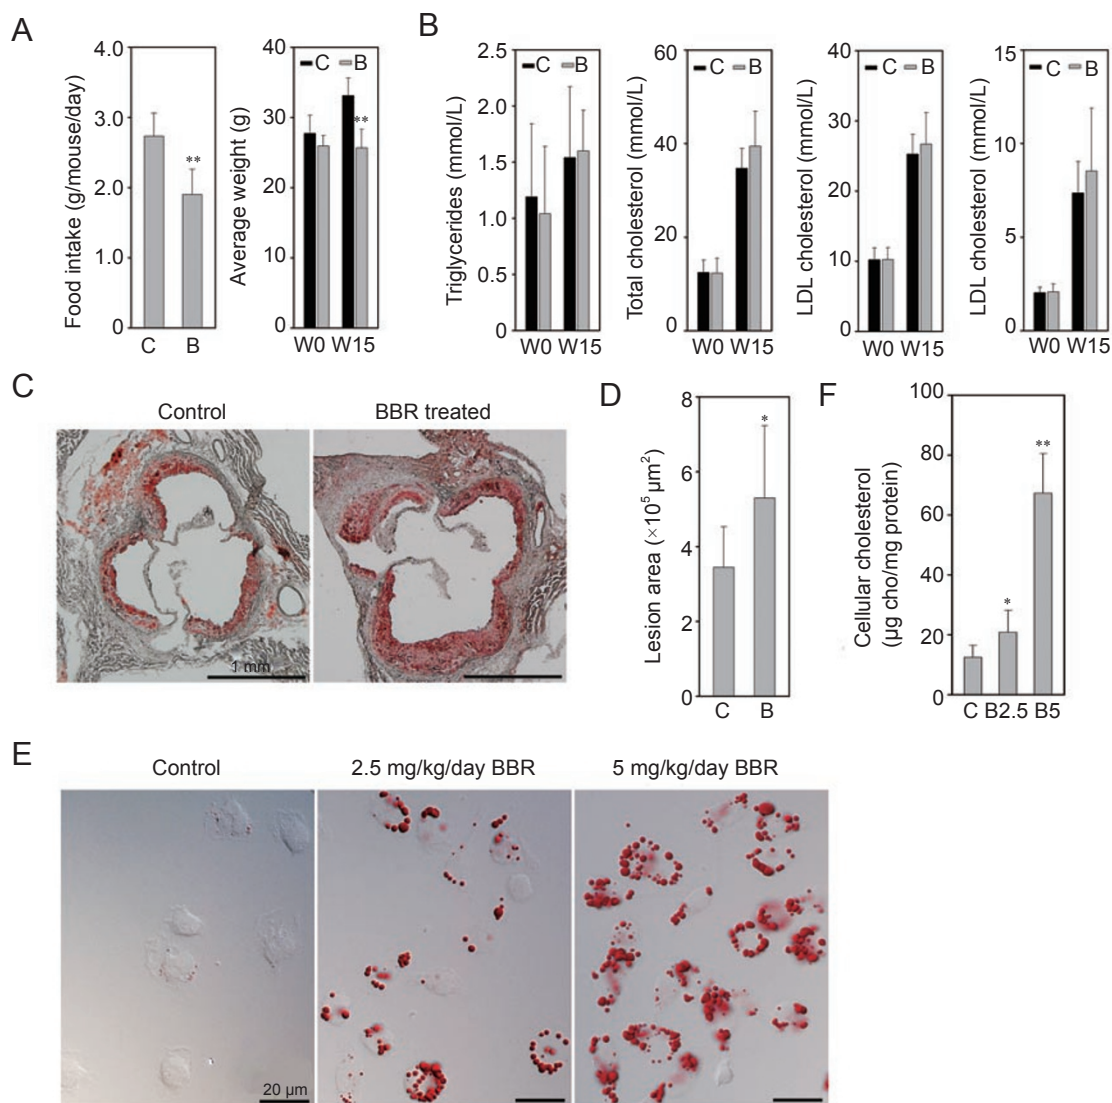 A
4.0
3.0
2.0
1.0
0
Food intake (g/mouse/day)
**
C
B
40
30
20
10
0
Average weight (g)
C B
**
W0 W15
B
2.5
2.0
1.5
1.0
0.5
0
Triglycerides (mmol/L)
C B
W0 W15
60
40
20
0
Total cholesterol (mmol/L)
C B
W0 W15
40
30
20
10
0
LDL cholesterol (mmol/L)
C B
W0 W15
15
10
5
0
LDL cholesterol (mmol/L)
C B
W0 W15
C
Control
BBR treated
1 mm
D
8
6
4
2
0
Lesion area (×10⁵ µm²)
*
C
B
F
100
80
60
40
20
0
Cellular cholesterol
(µg cho/mg protein)
*
**
C B2.5 B5
E
Control
2.5 mg/kg/day BBR
5 mg/kg/day BBR
20 µm